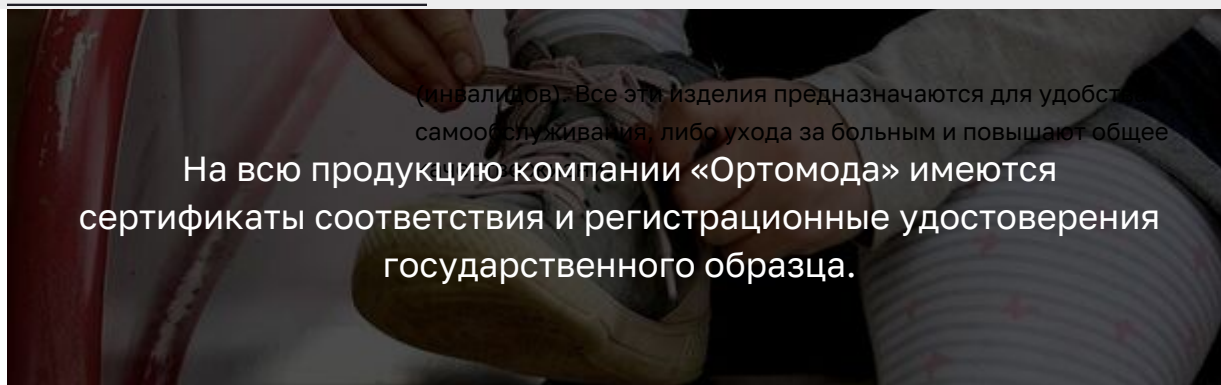 (инвалидов). Все эти изделия предназначаются для удобства
самообслуживания, либо ухода за больным и повышают общее
На всю продукцию компании «Ортомода» имеются
сертификаты соответствия и регистрационные удостоверения
государственного образца.